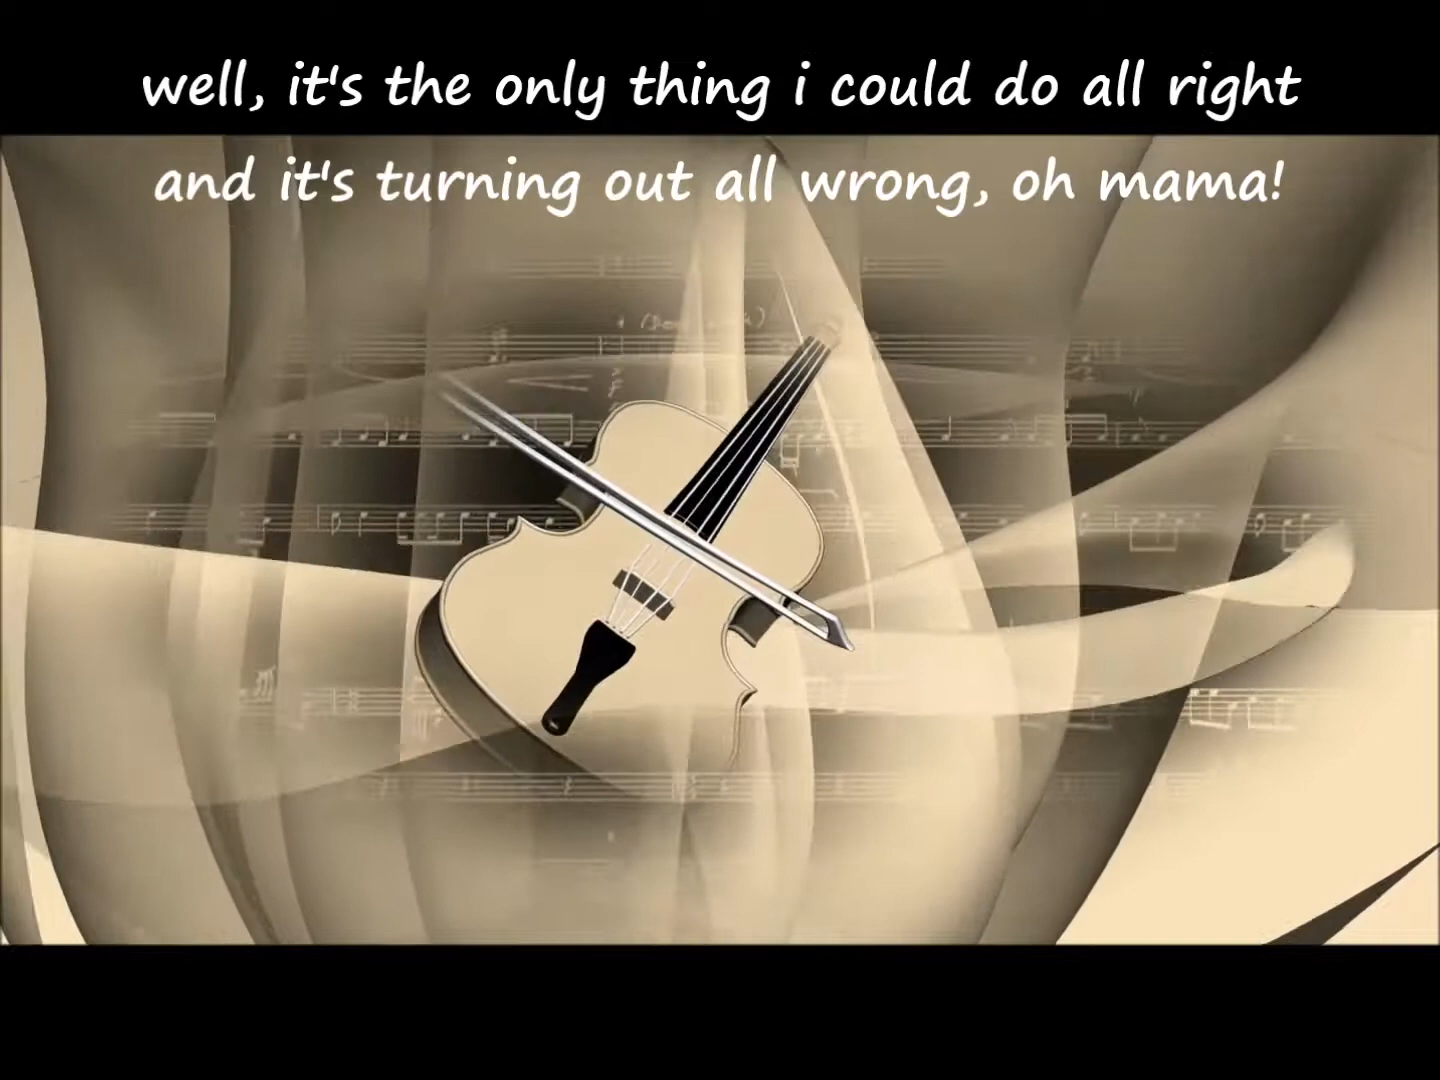 well, it's the only thing i could do all right
and it's turning out all wrong, oh mama!